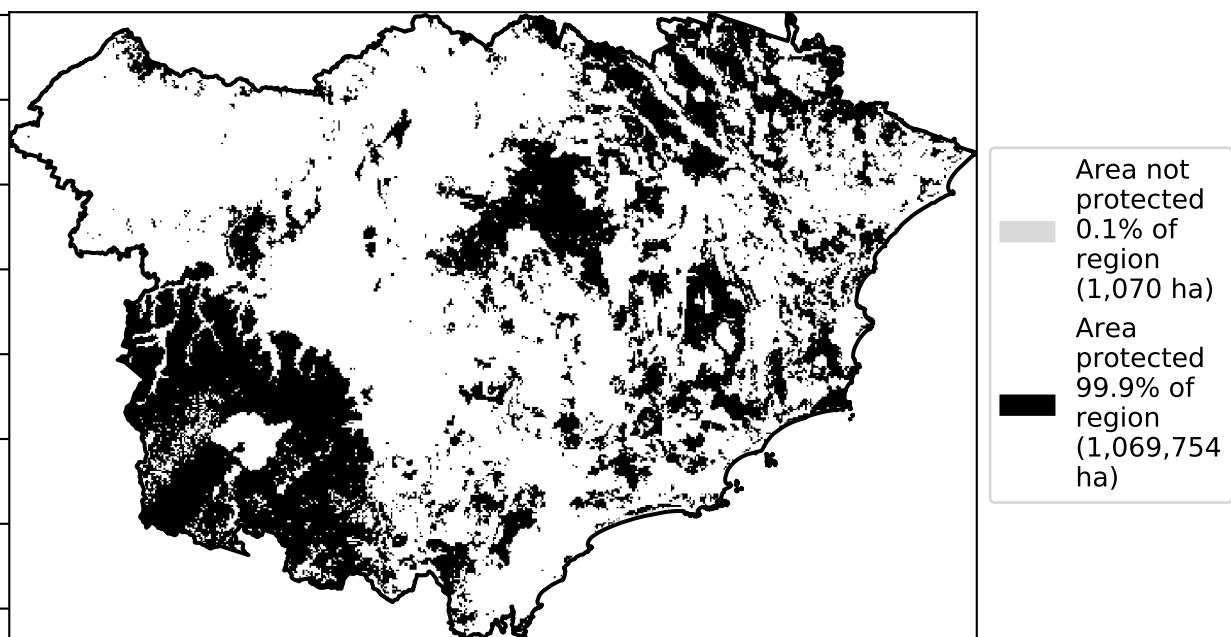 Area not
protected
0.1% of
region
(1,070 ha)
Area
protected
99.9% of
region
(1,069,754
ha)